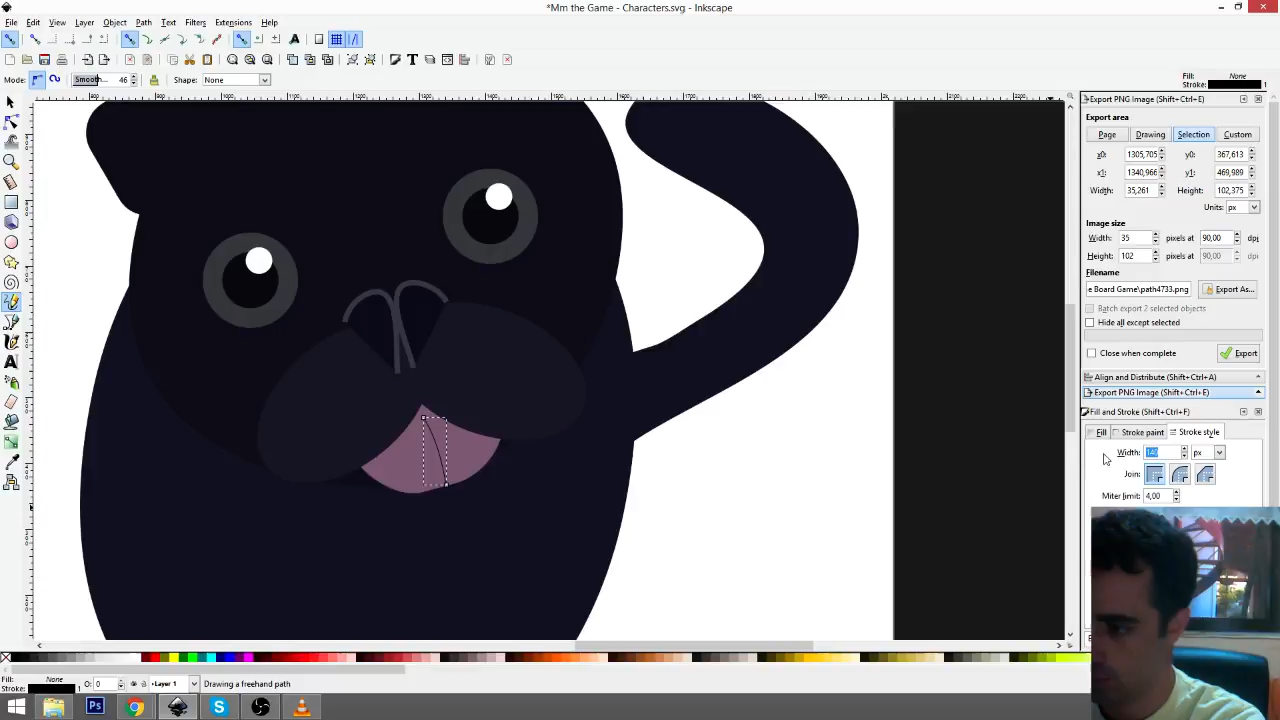 *Mm the Game - Characters.svg - Inkscape
File Edit View Layer Object Path Text Filters Extensions Help
Mode: Smooth... 46 Shape: None
Fill: None
Stroke: 1
Export PNG Image (Shift+Ctrl+E)
Export area
Page Drawing Selection Custom
x0: 1305,705 y0: 367,613
x1: 1340,966 y1: 469,989
Width: 35,261 Height: 102,375
Units: px
Image size
Width: 35 pixels at 90,00 dpi
Height: 102 pixels at 90,00 dpi
Filename
e Board Game\path4733.png Export As...
Batch export 2 selected objects
Hide all except selected
Close when complete Export
Align and Distribute (Shift+Ctrl+A)
Export PNG Image (Shift+Ctrl+E)
Fill and Stroke (Shift+Ctrl+F)
Fill Stroke paint Stroke style
Width: px
Join:
Miter limit: 4,00
Fill: None
Stroke: 1
O: 0 Layer 1 Drawing a freehand path
Ps